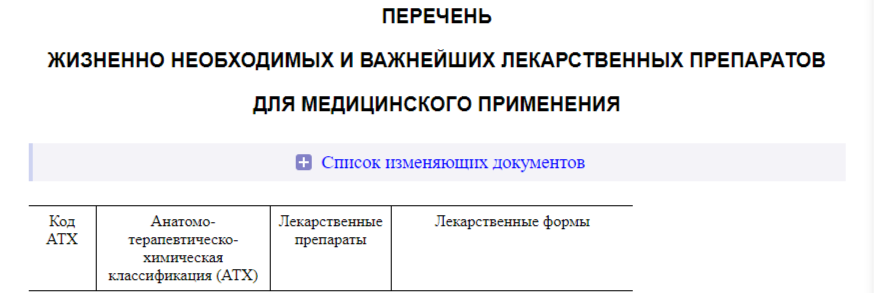 ПЕРЕЧЕНЬ
ЖИЗНЕННО НЕОБХОДИМЫХ И ВАЖНЕЙШИХ ЛЕКАРСТВЕННЫХ ПРЕПАРАТОВ
ДЛЯ МЕДИЦИНСКОГО ПРИМЕНЕНИЯ
Список изменяющих документов
Код
АТХ
Анатомо-
терапевтическо-
химическая
классификация (АТХ)
Лекарственные
препараты
Лекарственные формы